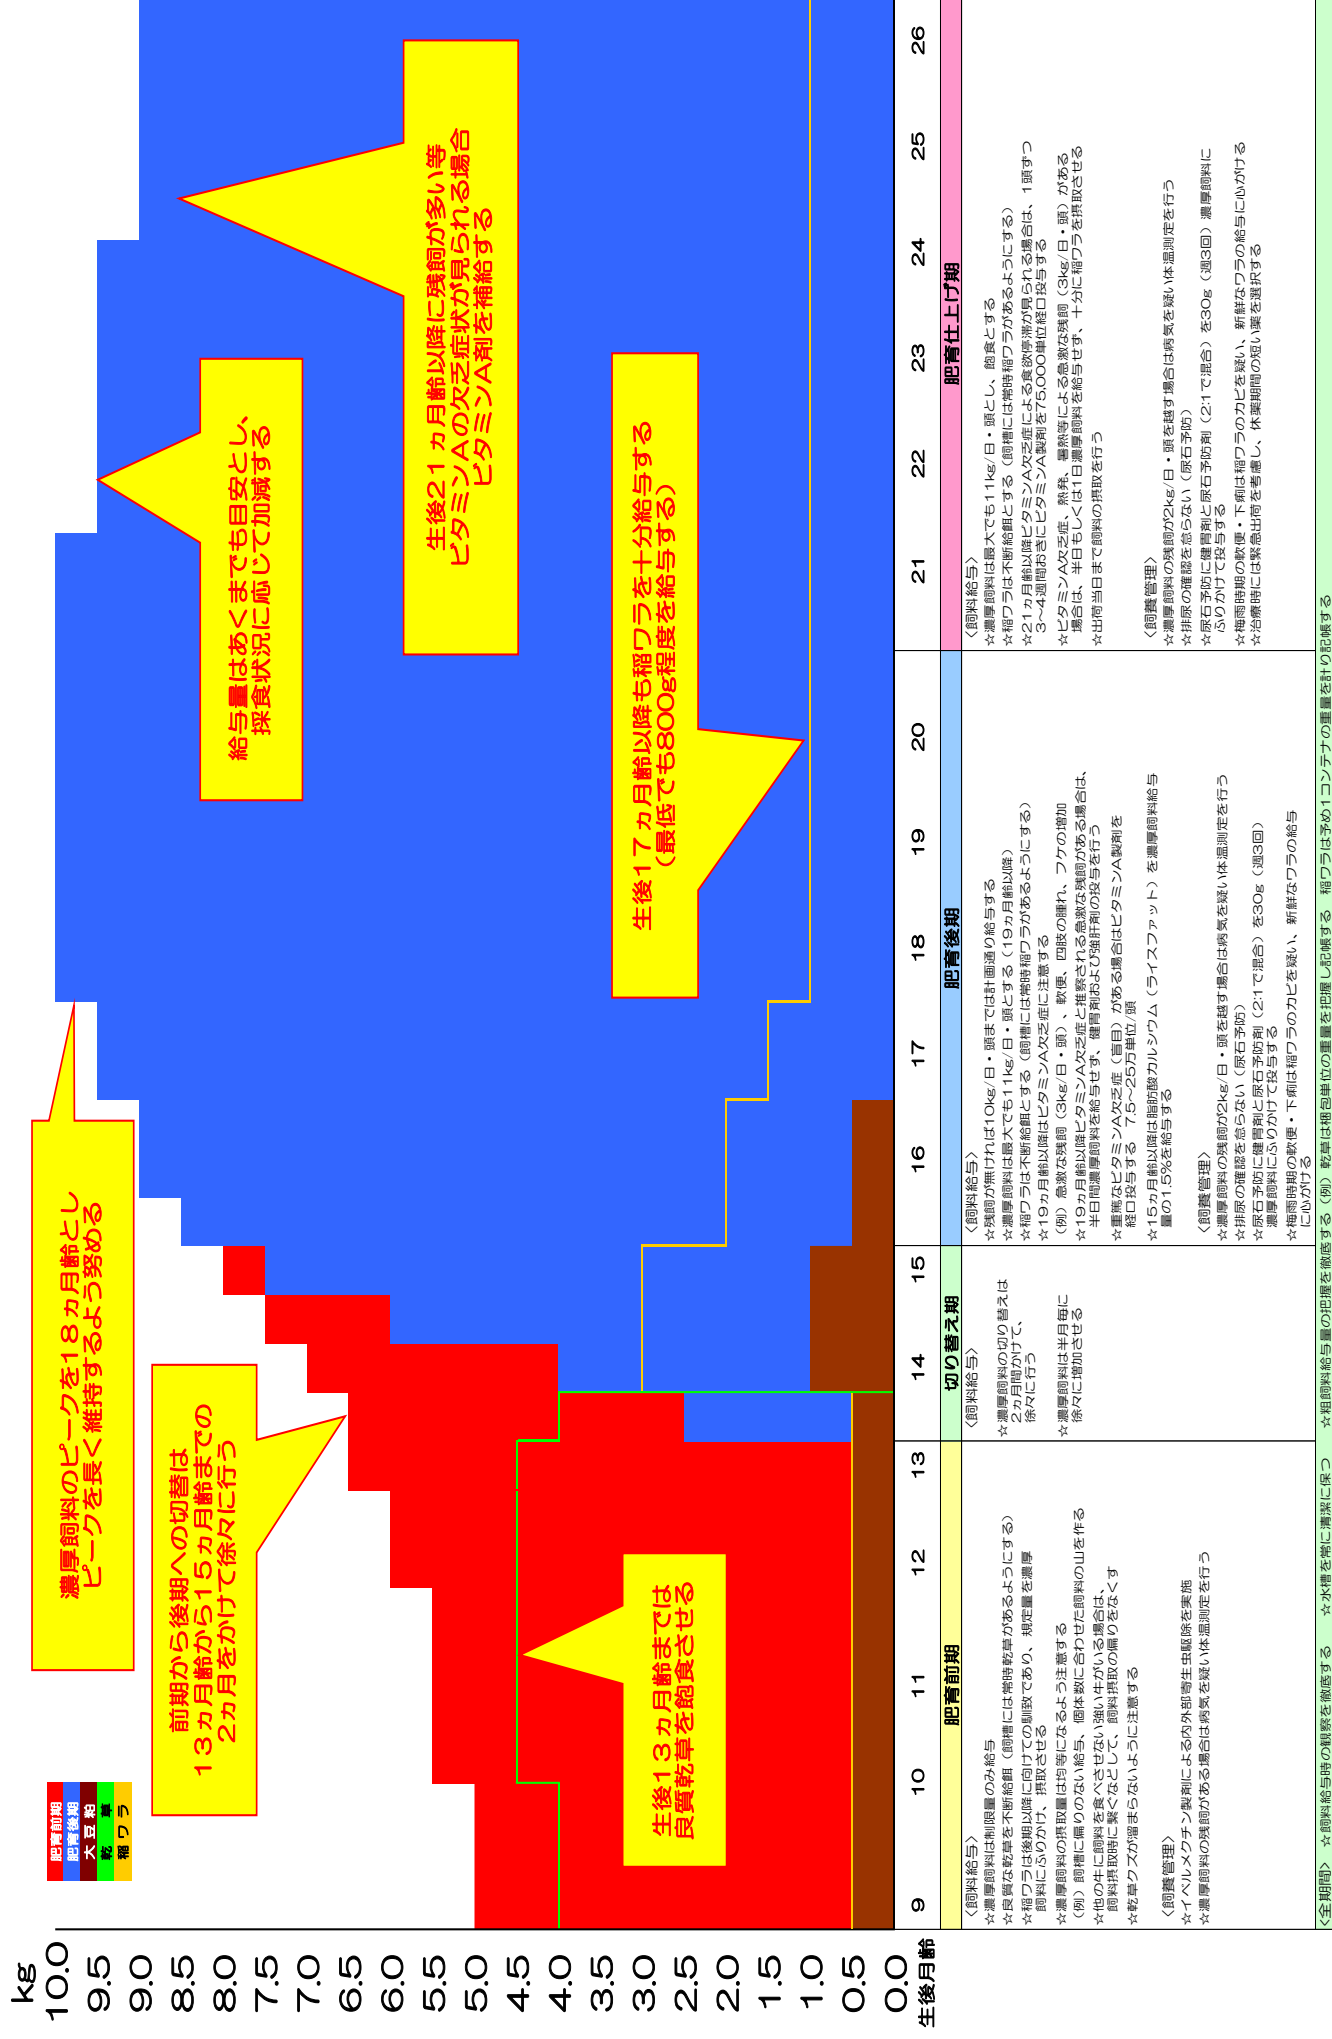 kg
10.0
9.5
9.0
8.5
8.0
7.5
7.0
6.5
6.0
5.5
5.0
4.5
4.0
3.5
3.0
2.5
2.0
1.5
1.0
0.5
0.0
肥育前期
肥育後期
大豆粕
乾草
稲ワラ
濃厚飼料のピークを18ヵ月齢とし
ピークを長く維持するよう努める
前期から後期への切替は
13ヵ月齢から15ヵ月齢までの
2ヵ月をかけて徐々に行う
生後13ヵ月齢までは
良質乾草を飽食させる
給与量はあくまでも目安とし、
採食状況に応じて加減する
生後21ヵ月齢以降に残飼が多い等
ビタミンAの欠乏症状が見られる場合
ビタミンA剤を補給する
生後17ヵ月齢以降も稲ワラを十分給与する
（最低でも800g程度を給与する）
生後月齢
9 10 11 12 13 14 15 16 17 18 19 20 21 22 23 24 25 26
肥育前期
〈飼料給与〉
☆濃厚飼料は制限量のみ給与
☆良質な乾草を不断給餌（飼槽には常時乾草があるようにする）
☆稲ワラは後期以降に向けての馴致であり、規定量を濃厚
飼料にふりかけ、摂取させる
☆濃厚飼料の摂取量は均等になるよう注意する
（例）飼槽に偏りのない給与、個体数に合わせた飼料の山を作る
☆他の牛に飼料を食べさせない強い牛がいる場合は、
飼料摂取時に繋ぐなどして、飼料摂取の偏りをなくす
☆乾草クズが溜まらないように注意する
〈飼養管理〉
☆イベルメクチン製剤による内外部寄生虫駆除を実施
☆濃厚飼料の残飼がある場合は病気を疑い体温測定を行う
切り替え期
〈飼料給与〉
☆濃厚飼料の切り替えは
2ヵ月間かけて、
徐々に行う
☆濃厚飼料は半月毎に
徐々に増加させる
肥育後期
〈飼料給与〉
☆残飼が無ければ10kg/日・頭までは計画通り給与する
☆濃厚飼料は最大でも11kg/日・頭とする（19ヵ月齢以降）
☆稲ワラは不断給餌とする（飼槽には常時稲ワラがあるようにする）
☆19ヵ月齢以降はビタミンA欠乏症に注意する
（例）急激な残飼（3kg/日・頭）、軟便、四肢の腫れ、フケの増加
☆19ヵ月齢以降ビタミンA欠乏症と推察される急激な残飼がある場合は、
半日間濃厚飼料を給与せず、健胃剤および強肝剤の投与を行う
☆重篤なビタミンA欠乏症（盲目）がある場合はビタミンA製剤を
経口投与する　7.5～25万単位/頭
☆15ヵ月齢以降は脂肪酸カルシウム（ライスファット）を濃厚飼料給与
量の1.5%を給与する
〈飼養管理〉
☆濃厚飼料の残飼が2kg/日・頭を越す場合は病気を疑い体温測定を行う
☆排尿の確認を怠らない（尿石予防）
☆尿石予防に健胃剤と尿石予防剤（2:1で混合）を30g（週3回）
濃厚飼料にふりかけて投与する
☆梅雨時期の軟便・下痢は稲ワラのカビを疑い、新鮮なワラの給与
に心がける
肥育仕上げ期
〈飼料給与〉
☆濃厚飼料は最大でも11kg/日・頭とし、飽食とする
☆稲ワラは不断給餌とする（飼槽には常時稲ワラがあるようにする）
☆21ヵ月齢以降ビタミンA欠乏症による食欲停滞が見られる場合は、1頭ずつ
3～4週間おきにビタミンA製剤を75,000単位経口投与する
☆ビタミンA欠乏症、熱発、暑熱等による急激な残飼（3kg/日・頭）がある
場合は、半日もしくは1日濃厚飼料を給与せず、十分に稲ワラを摂取させる
☆出荷当日まで飼料の摂取を行う
〈飼養管理〉
☆濃厚飼料の残飼が2kg/日・頭を越す場合は病気を疑い体温測定を行う
☆排尿の確認を怠らない（尿石予防）
☆尿石予防に健胃剤と尿石予防剤（2:1で混合）を30g（週3回）濃厚飼料に
ふりかけて投与する
☆梅雨時期の軟便・下痢は稲ワラのカビを疑い、新鮮なワラの給与に心がける
☆治療時には緊急出荷を考慮し、休薬期間の短い薬を選択する
<全期間>　☆飼料給与時の観察を徹底する　☆水槽を常に清潔に保つ　☆粗飼料給与量の把握を徹底する（例）乾草は梱包単位の重量を把握し記帳する　稲ワラは予め1コンテナの重量を計り記帳する